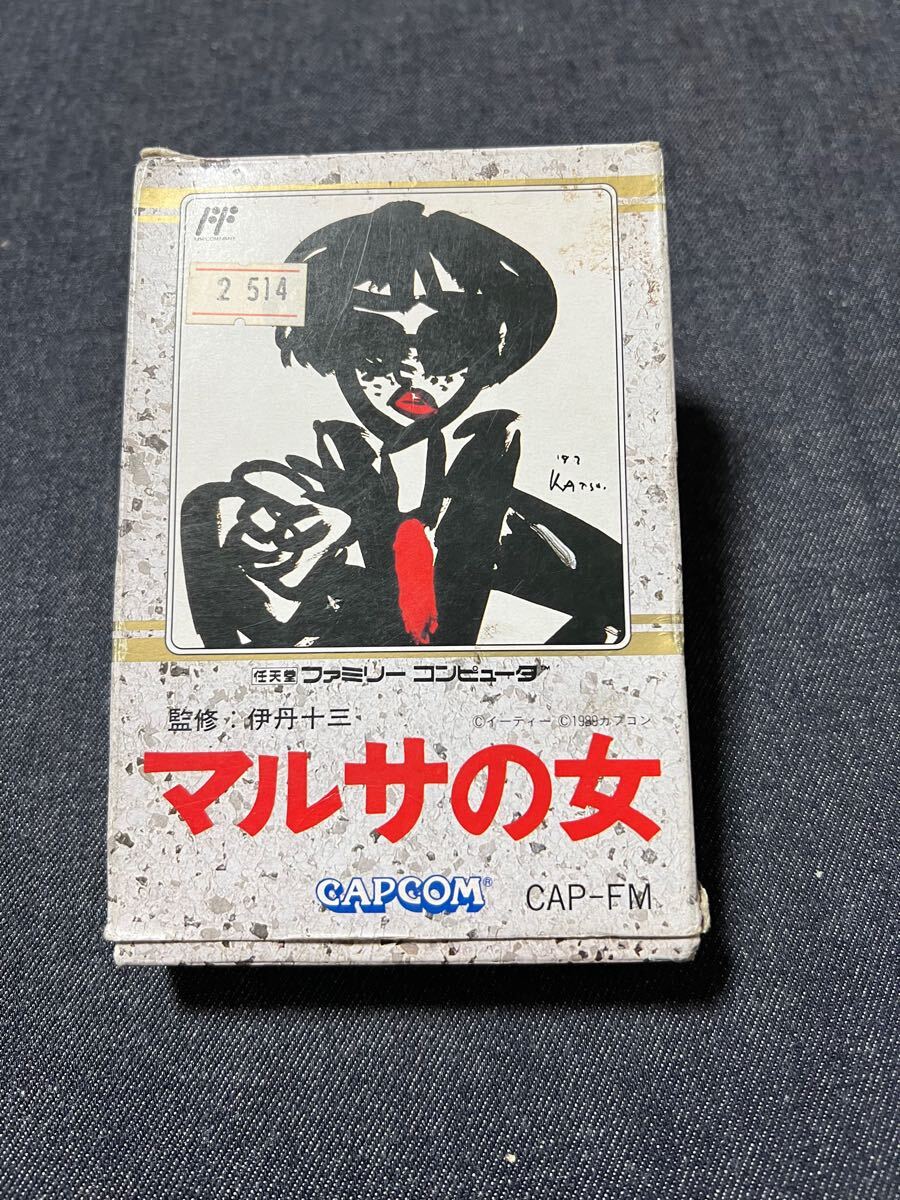 2 514
'87
KATSU.
任天堂 ファミリー コンピュータ™
監修：伊丹十三
©イーティー ©1989カプコン
マルサの女
CAPCOM® CAP-FM